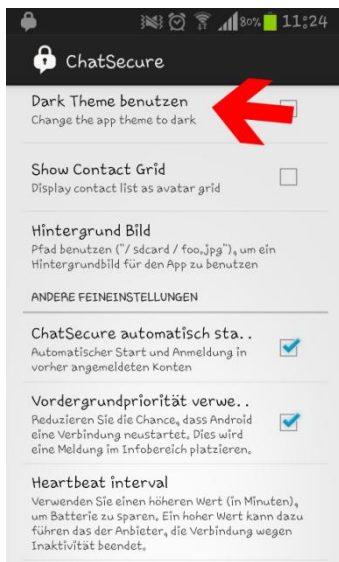 80% 11:24
ChatSecure
Dark Theme benutzen
Change the app theme to dark
Show Contact Grid
Display contact list as avatar grid
Hintergrund Bild
Pfad benutzen ("/ sdcard / foo.jpg"), um ein
Hintergrundbild für den App zu benutzen
ANDERE FEINEINSTELLUNGEN
ChatSecure automatisch sta..
Automatischer Start und Anmeldung in
vorher angemeldeten Konten
Vordergrundpriorität verwe..
Reduzieren Sie die Chance, dass Android
eine Verbindung neustartet. Dies wird
eine Meldung im Infobereich platzieren.
Heartbeat interval
Verwenden Sie einen höheren Wert (in Minuten),
um Batterie zu sparen. Ein hoher Wert kann dazu
führen das der Anbieter, die Verbindung wegen
Inaktivität beendet.